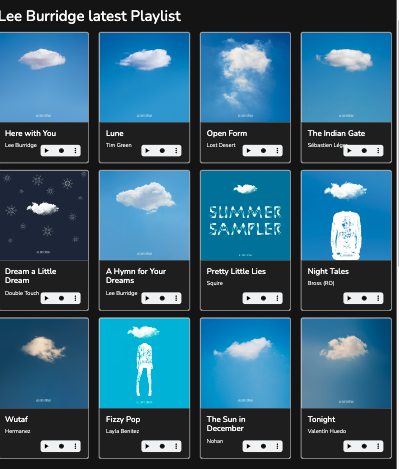 Lee Burridge latest Playlist
Here with You
Lee Burridge
Lune
Tim Green
Open Form
Lost Desert
The Indian Gate
Sébastien Léger
Dream a Little
Dream
Double Touch
A Hymn for Your
Dreams
Lee Burridge
SUMMER
SAMPLER
Pretty Little Lies
Squire
Night Tales
Bross (RO)
Wutaf
Hermanez
Fizzy Pop
Layla Benitez
The Sun in
December
Nohan
Tonight
Valentin Huedo